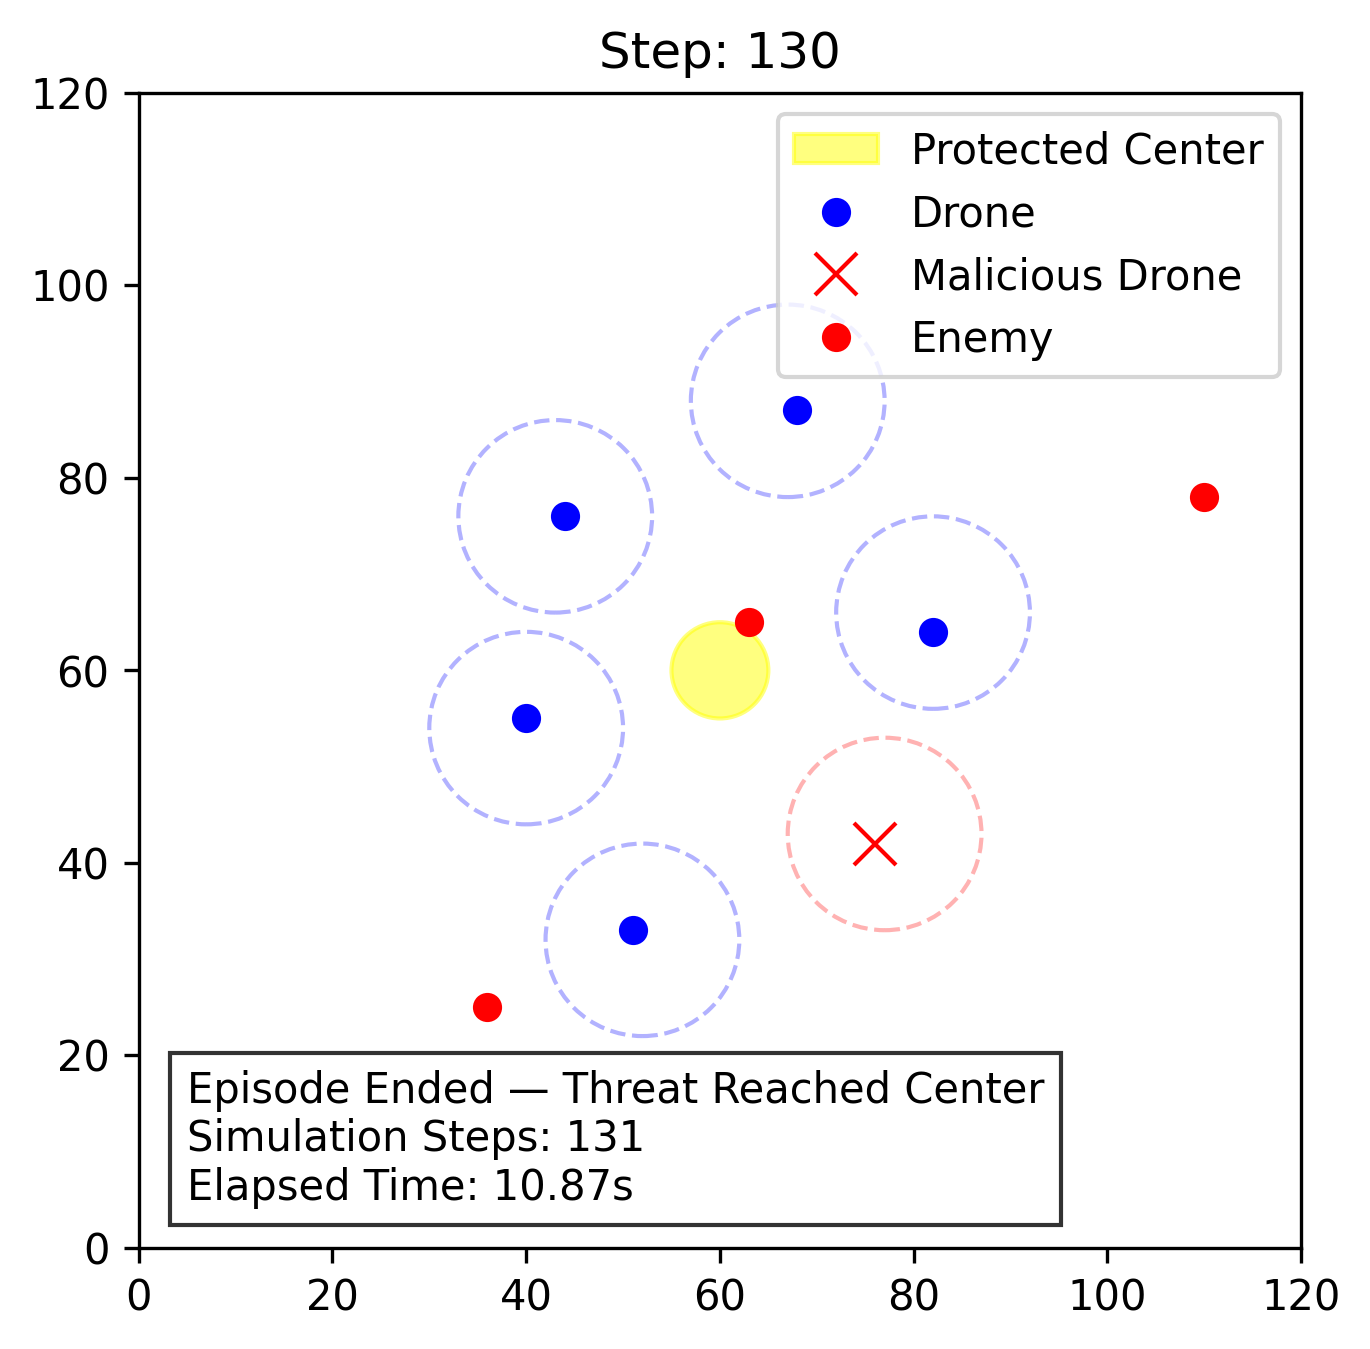 Step: 130
120
100
80
60
40
20
0
Protected Center
Drone
Malicious Drone
Enemy
Episode Ended — Threat Reached Center
Simulation Steps: 131
Elapsed Time: 10.87s
0 20 40 60 80 100 120